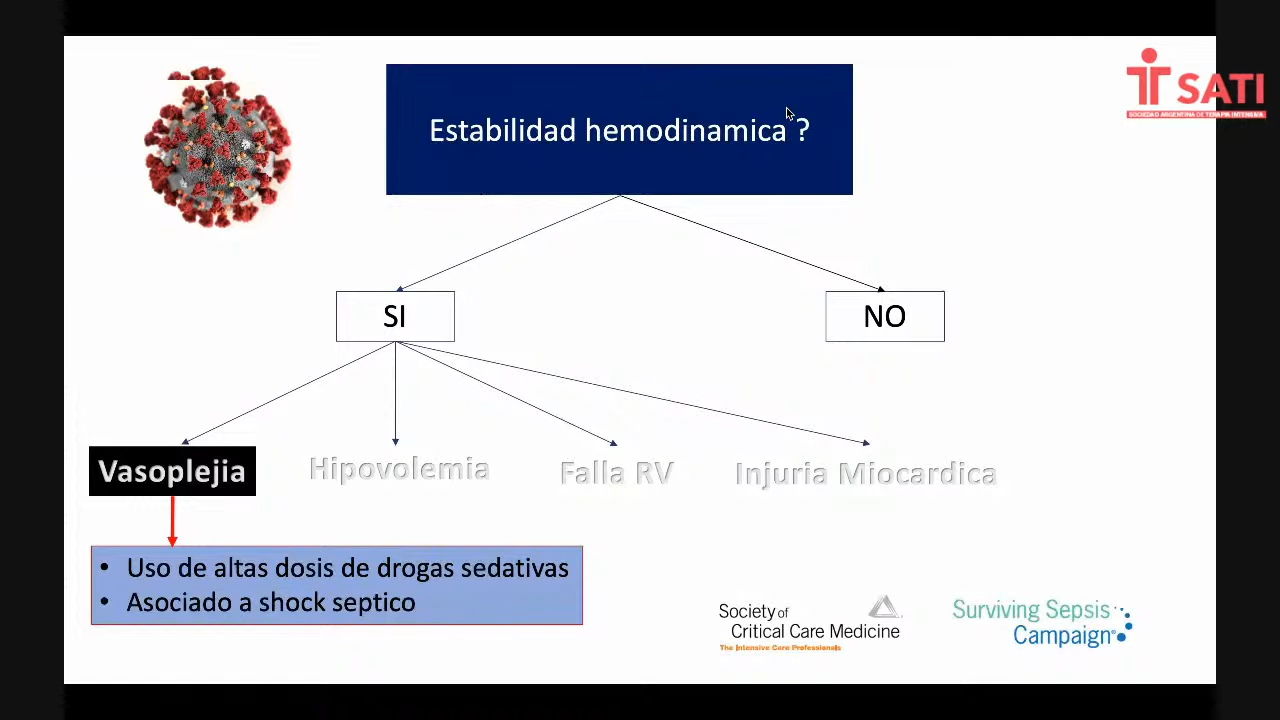 Estabilidad hemodinamica ?
SATI
SOCIEDAD ARGENTINA DE TERAPIA INTENSIVA
SI
NO
Vasoplejia
Hipovolemia
Falla RV
Injuria Miocardica
• Uso de altas dosis de drogas sedativas
• Asociado a shock septico
Society of
Critical Care Medicine
The Intensive Care Professionals
Surviving Sepsis
Campaign®